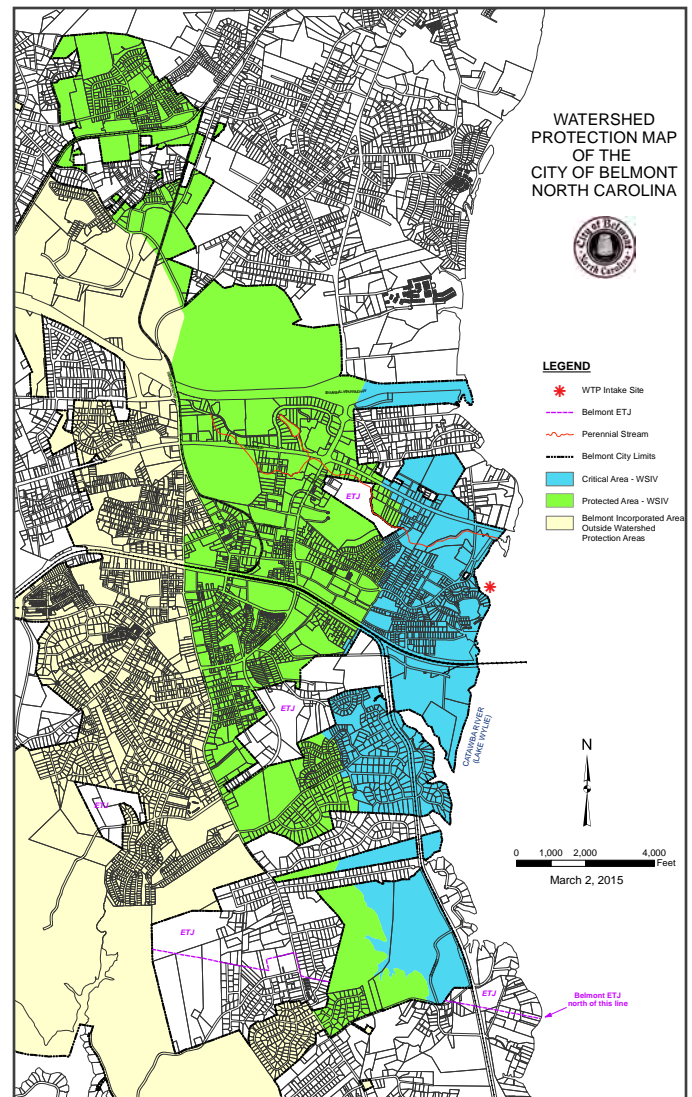 WATERSHED
PROTECTION MAP
OF THE
CITY OF BELMONT
NORTH CAROLINA
City of Belmont
North Carolina
LEGEND
WTP Intake Site
Belmont ETJ
Perennial Stream
Belmont City Limits
Critical Area - WSIV
Protected Area - WSIV
Belmont Incorporated Area
Outside Watershed
Protection Areas
ETJ
ETJ
CATAWBA RIVER
(LAKE WYLIE)
N
ETJ
0 1,000 2,000 4,000
Feet
March 2, 2015
ETJ
ETJ
Belmont ETJ
north of this line